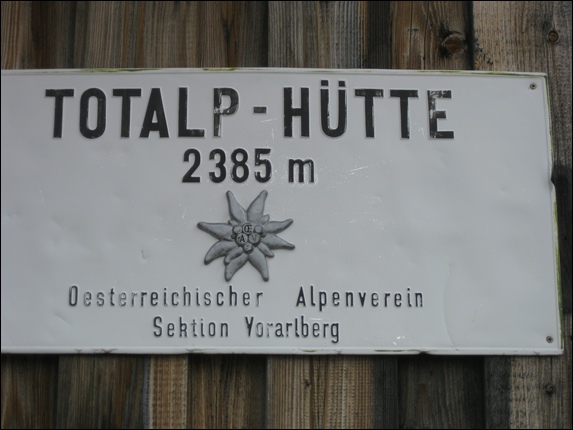 TOTALP-HÜTTE
2385 m
Oesterreichischer Alpenverein
Sektion Vorarlberg